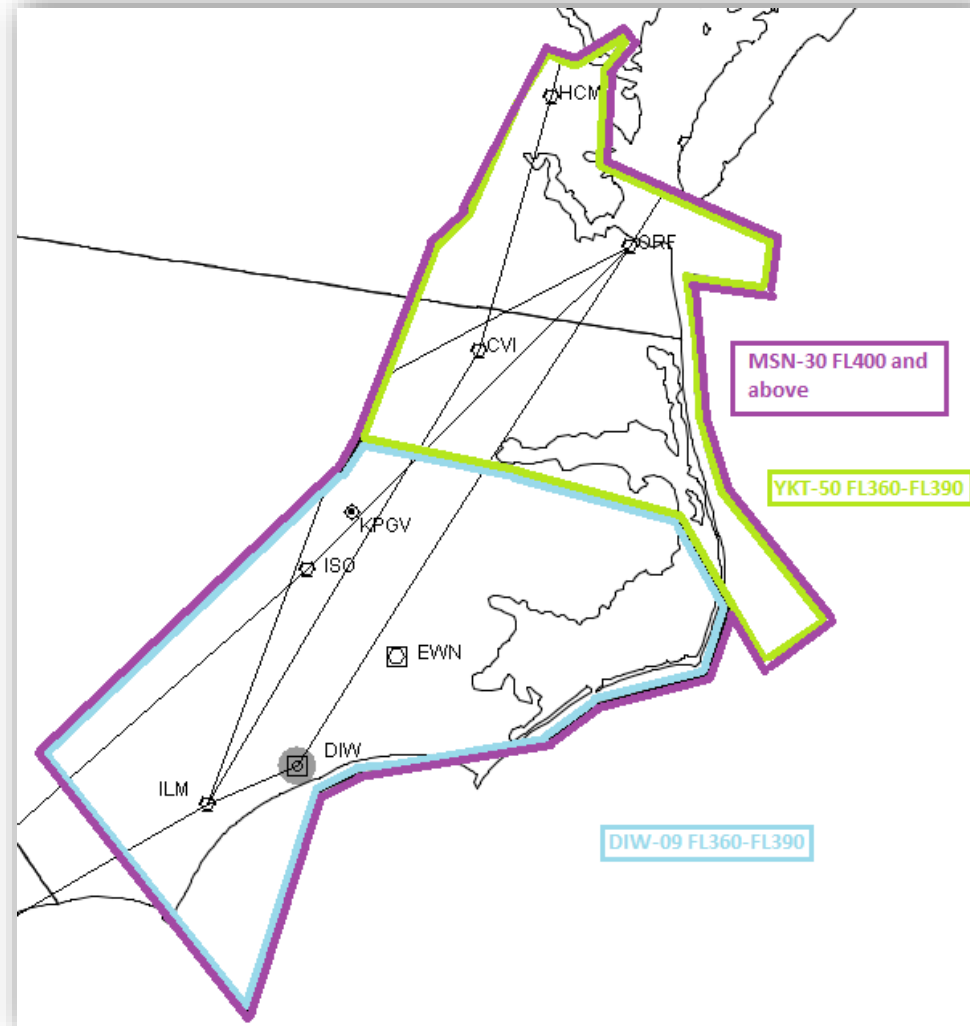 HCM
ORF
CVI
MSN-30 FL400 and
above
YKT-50 FL360-FL390
KPGV
ISO
EWN
DIW
ILM
DIW-09 FL360-FL390